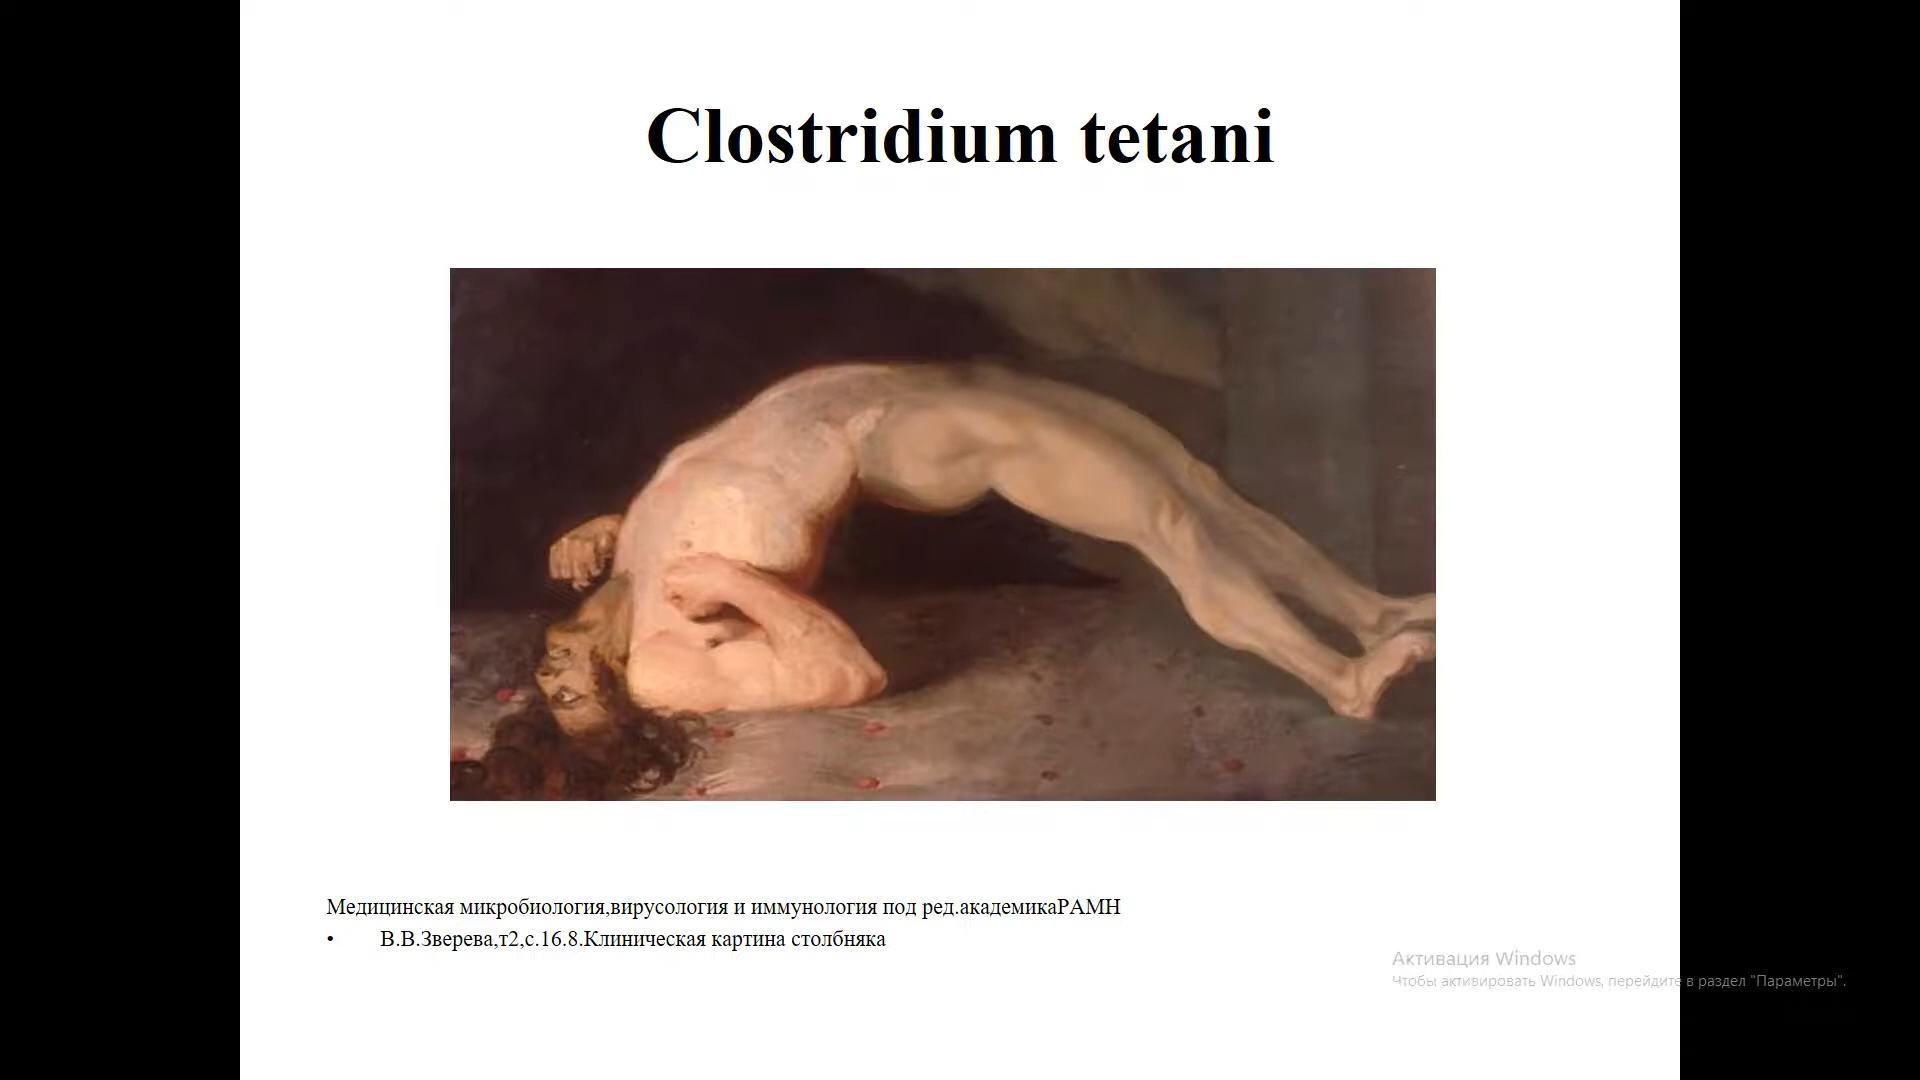 Clostridium tetani
Медицинская микробиология,вирусология и иммунология под ред.академикаРАМН
• В.В.Зверева,т2,с.16.8.Клиническая картина столбняка
Активация Windows
Чтобы активировать Windows, перейдите в раздел "Параметры".